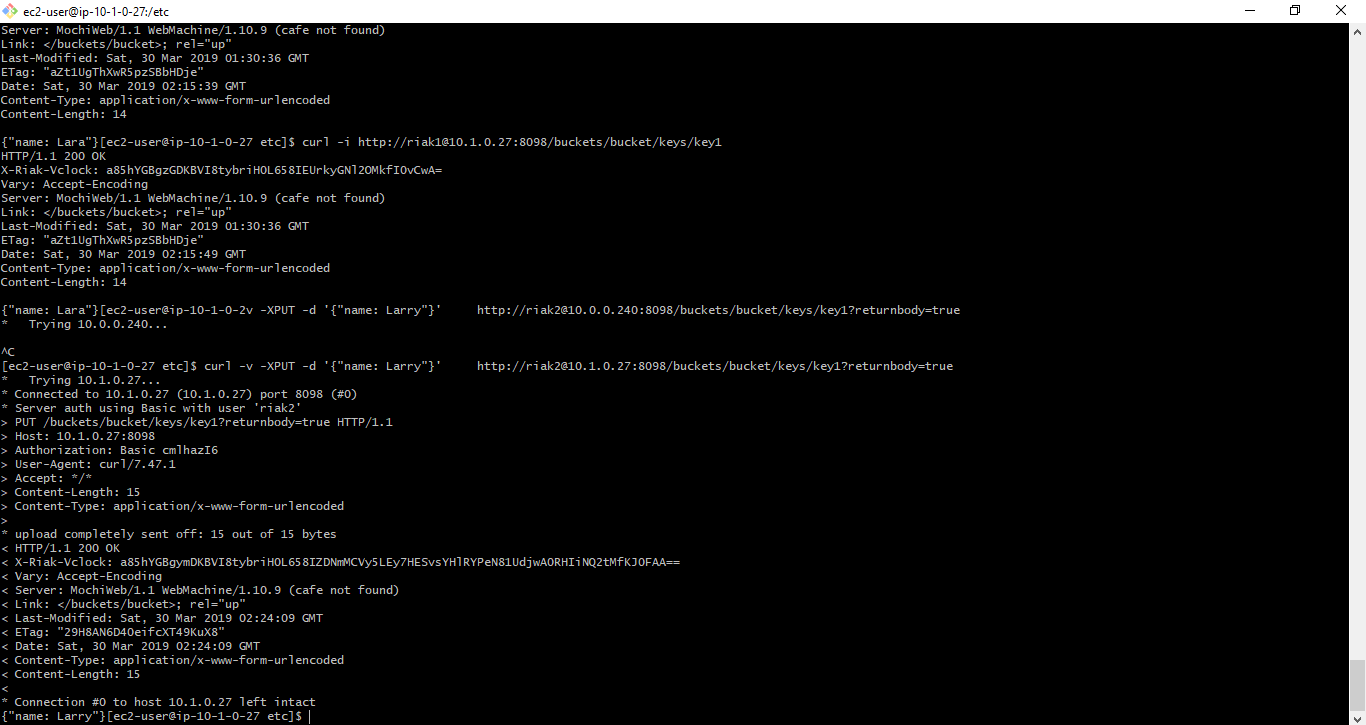 ec2-user@ip-10-1-0-27:/etc
Server: MochiWeb/1.1 WebMachine/1.10.9 (cafe not found)
Link: </buckets/bucket>; rel="up"
Last-Modified: Sat, 30 Mar 2019 01:30:36 GMT
ETag: "aZt1UgThXwR5pzSBbHDje"
Date: Sat, 30 Mar 2019 02:15:39 GMT
Content-Type: application/x-www-form-urlencoded
Content-Length: 14
{"name: Lara"}[ec2-user@ip-10-1-0-27 etc]$ curl -i http://riak1@10.1.0.27:8098/buckets/bucket/keys/key1
HTTP/1.1 200 OK
X-Riak-Vclock: a85hYGBgzGDKBVI8tybriHOL658IEUrkyGNl2OMkfIOvCwA=
Vary: Accept-Encoding
Server: MochiWeb/1.1 WebMachine/1.10.9 (cafe not found)
Link: </buckets/bucket>; rel="up"
Last-Modified: Sat, 30 Mar 2019 01:30:36 GMT
ETag: "aZt1UgThXwR5pzSBbHDje"
Date: Sat, 30 Mar 2019 02:15:49 GMT
Content-Type: application/x-www-form-urlencoded
Content-Length: 14
{"name: Lara"}[ec2-user@ip-10-1-0-2v -XPUT -d '{"name: Larry"}'     http://riak2@10.0.0.240:8098/buckets/bucket/keys/key1?returnbody=true
*   Trying 10.0.0.240...
^C
[ec2-user@ip-10-1-0-27 etc]$ curl -v -XPUT -d '{"name: Larry"}'     http://riak2@10.1.0.27:8098/buckets/bucket/keys/key1?returnbody=true
*   Trying 10.1.0.27...
* Connected to 10.1.0.27 (10.1.0.27) port 8098 (#0)
* Server auth using Basic with user 'riak2'
> PUT /buckets/bucket/keys/key1?returnbody=true HTTP/1.1
> Host: 10.1.0.27:8098
> Authorization: Basic cmlhazI6
> User-Agent: curl/7.47.1
> Accept: */*
> Content-Length: 15
> Content-Type: application/x-www-form-urlencoded
>
* upload completely sent off: 15 out of 15 bytes
< HTTP/1.1 200 OK
< X-Riak-Vclock: a85hYGBgymDKBVI8tybriHOL658IZDNmMCVy5LEy7HESvsYHlRYPeN81UdjwAORHIiNQ2tMfKJOFAA==
< Vary: Accept-Encoding
< Server: MochiWeb/1.1 WebMachine/1.10.9 (cafe not found)
< Link: </buckets/bucket>; rel="up"
< Last-Modified: Sat, 30 Mar 2019 02:24:09 GMT
< ETag: "29H8AN6D4OeifcXT49KuX8"
< Date: Sat, 30 Mar 2019 02:24:09 GMT
< Content-Type: application/x-www-form-urlencoded
< Content-Length: 15
<
* Connection #0 to host 10.1.0.27 left intact
{"name: Larry"}[ec2-user@ip-10-1-0-27 etc]$